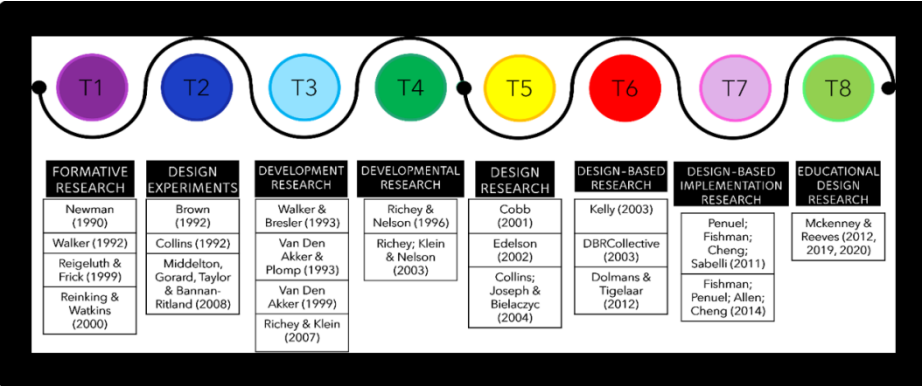 T1
T2
T3
T4
T5
T6
T7
T8
FORMATIVE
RESEARCH
Newman
(1990)
Walker (1992)
Reigeluth &
Frick (1999)
Reinking &
Watkins
(2000)
DESIGN
EXPERIMENTS
Brown
(1992)
Collins (1992)
Middelton,
Gorard, Taylor
& Bannan-
Ritland (2008)
DEVELOPMENT
RESEARCH
Walker &
Bresler (1993)
Van Den
Akker &
Plomp (1993)
Van Den
Akker (1999)
Richey & Klein
(2007)
DEVELOPMENTAL
RESEARCH
Richey &
Nelson (1996)
Richey; Klein
& Nelson
(2003)
DESIGN
RESEARCH
Cobb
(2001)
Edelson
(2002)
Collins;
Joseph &
Bielaczyc
(2004)
DESIGN-BASED
RESEARCH
Kelly (2003)
DBRCollective
(2003)
Dolmans &
Tigelaar
(2012)
DESIGN-BASED
IMPLEMENTATION
RESEARCH
Penuel;
Fishman;
Cheng;
Sabelli (2011)
Fishman;
Penuel; Allen;
Cheng (2014)
EDUCATIONAL
DESIGN
RESEARCH
Mckenney &
Reeves (2012,
2019, 2020)